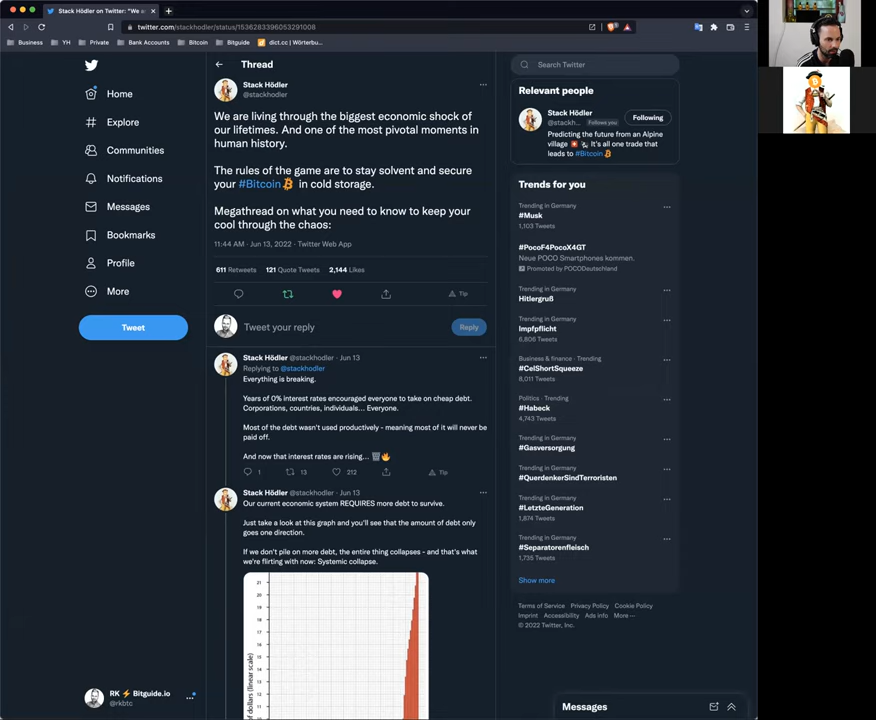 Stack Hödler on Twitter: "We a
twitter.com/stackhodler/status/1536283396053291008
Business
YH
Private
Bank Accounts
Bitcoin
Bitguide
dict.cc | Wörterbu...
Home
Explore
Communities
Notifications
Messages
Bookmarks
Profile
More
Tweet
RK ⚡ Bitguide.io
@rkbtc
Thread
Stack Hödler
@stackhodler
We are living through the biggest economic shock of
our lifetimes. And one of the most pivotal moments in
human history.
The rules of the game are to stay solvent and secure
your #Bitcoin in cold storage.
Megathread on what you need to know to keep your
cool through the chaos:
11:44 AM · Jun 13, 2022 · Twitter Web App
611 Retweets 121 Quote Tweets 2,144 Likes
Tip
Tweet your reply
Reply
Stack Hödler @stackhodler · Jun 13
Replying to @stackhodler
Everything is breaking.
Years of 0% interest rates encouraged everyone to take on cheap debt.
Corporations, countries, individuals... Everyone.
Most of the debt wasn't used productively - meaning most of it will never be
paid off.
And now that interest rates are rising... 🗑️🔥
1 13 212 Tip
Stack Hödler @stackhodler · Jun 13
Our current economic system REQUIRES more debt to survive.
Just take a look at this graph and you'll see that the amount of debt only
goes one direction.
If we don't pile on more debt, the entire thing collapses - and that's what
we're flirting with now: Systemic collapse.
21
20
19
18
17
16
15
14
13
12
11
of dollars (linear scale)
Search Twitter
Relevant people
Stack Hödler
@stackh... Follows you
Following
Predicting the future from an Alpine
village. It's all one trade that
leads to #Bitcoin
Trends for you
Trending in Germany
#Musk
1,103 Tweets
#PocoF4PocoX4GT
Neue POCO Smartphones kommen.
Promoted by POCODeutschland
Trending in Germany
Hitlergruß
Trending in Germany
Impfpflicht
6,806 Tweets
Business & finance · Trending
#CelShortSqueeze
8,011 Tweets
Politics · Trending
#Habeck
4,743 Tweets
Trending in Germany
#Gasversorgung
Trending in Germany
#QuerdenkerSindTerroristen
Trending in Germany
#LetzteGeneration
1,874 Tweets
Trending in Germany
#Separatorenfleisch
1,735 Tweets
Show more
Terms of Service Privacy Policy Cookie Policy
Imprint Accessibility Ads info More
© 2022 Twitter, Inc.
Messages